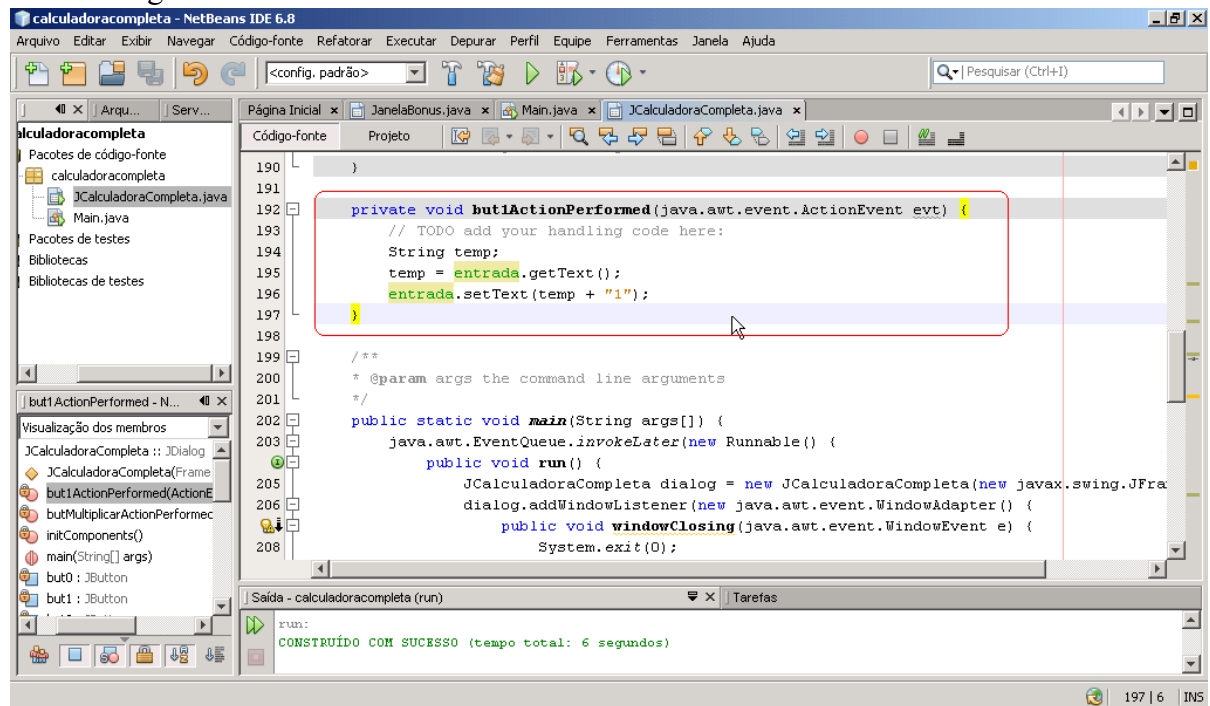 calculadoracompleta - NetBeans IDE 6.8
Arquivo Editar Exibir Navegar Código-fonte Refatorar Executar Depurar Perfil Equipe Ferramentas Janela Ajuda
<config. padrão> Pesquisar (Ctrl+I)
Arqu... Serv...
Página Inicial JanelaBonus.java Main.java JCalculadoraCompleta.java
alculadoracompleta
Pacotes de código-fonte
calculadoracompleta
JCalculadoraCompleta.java
Main.java
Pacotes de testes
Bibliotecas
Bibliotecas de testes
Código-fonte Projeto
190 }
191
192 private void but1ActionPerformed(java.awt.event.ActionEvent evt) {
193 // TODO add your handling code here:
194 String temp;
195 temp = entrada.getText();
196 entrada.setText(temp + "1");
197 }
198
199 /**
200 * @param args the command line arguments
201 */
202 public static void main(String args[]) {
203 java.awt.EventQueue.invokeLater(new Runnable() {
public void run() {
205 JCalculadoraCompleta dialog = new JCalculadoraCompleta(new javax.swing.JFra
206 dialog.addWindowListener(new java.awt.event.WindowAdapter() {
public void windowClosing(java.awt.event.WindowEvent e) {
208 System.exit(0);
but1ActionPerformed - N...
Visualização dos membros
JCalculadoraCompleta :: JDialog
JCalculadoraCompleta(Frame
but1ActionPerformed(ActionE
butMultiplicarActionPerformec
initComponents()
main(String[] args)
but0 : JButton
but1 : JButton
Saída - calculadoracompleta (run) Tarefas
run:
CONSTRUÍDO COM SUCESSO (tempo total: 6 segundos)
197 | 6 INS